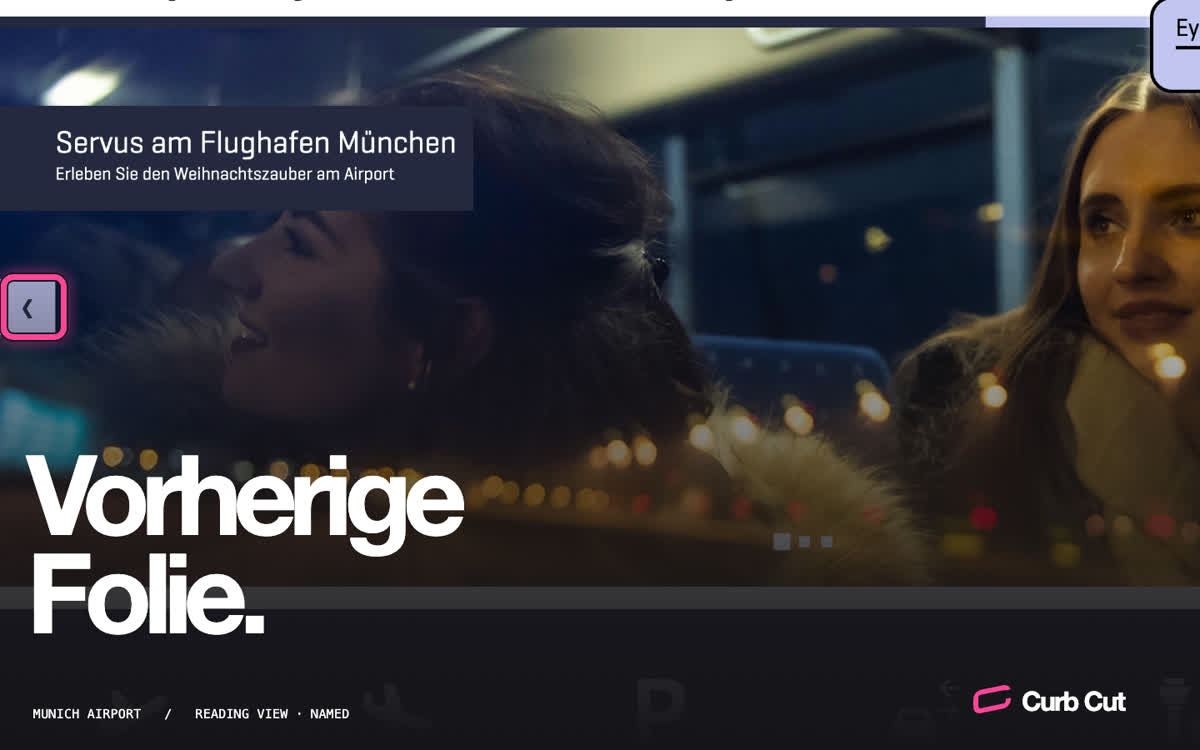 Ey
Servus am Flughafen München
Erleben Sie den Weihnachtszauber am Airport
Vorherige
Folie.
P
MUNICH AIRPORT / READING VIEW · NAMED
Curb Cut